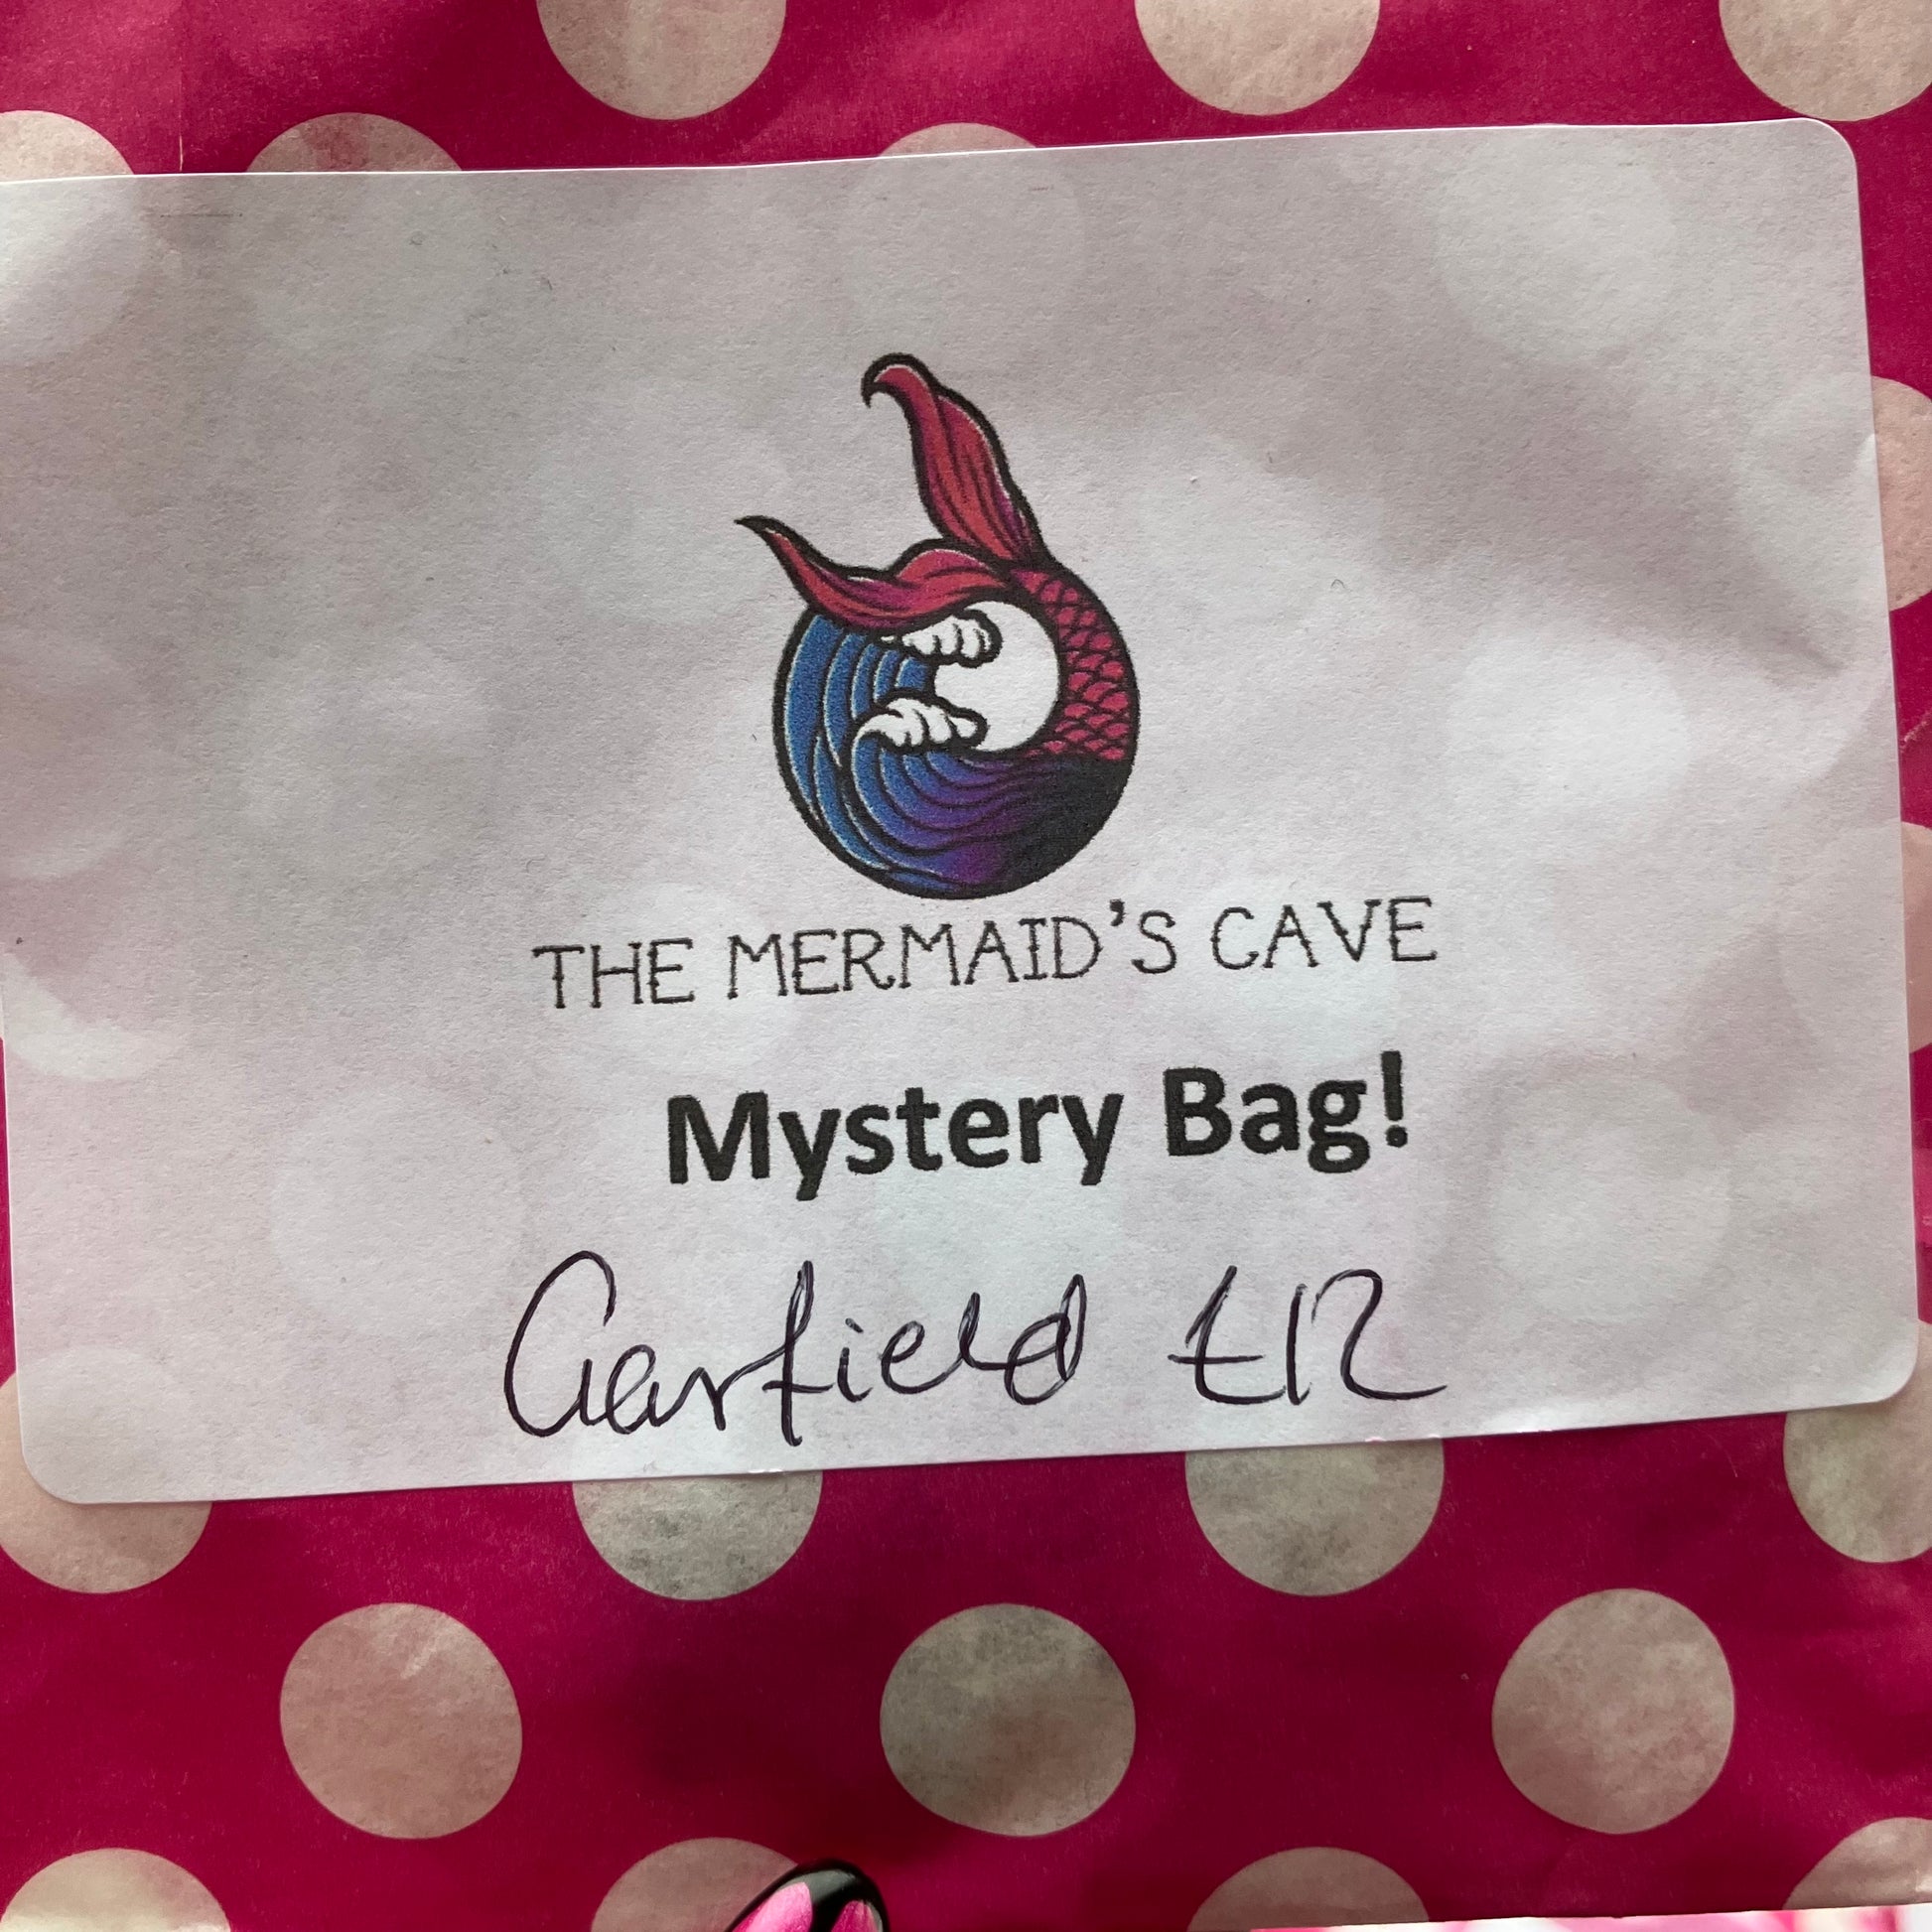 THE MERMAID'S CAVE
Mystery Bag!
Garfield £12